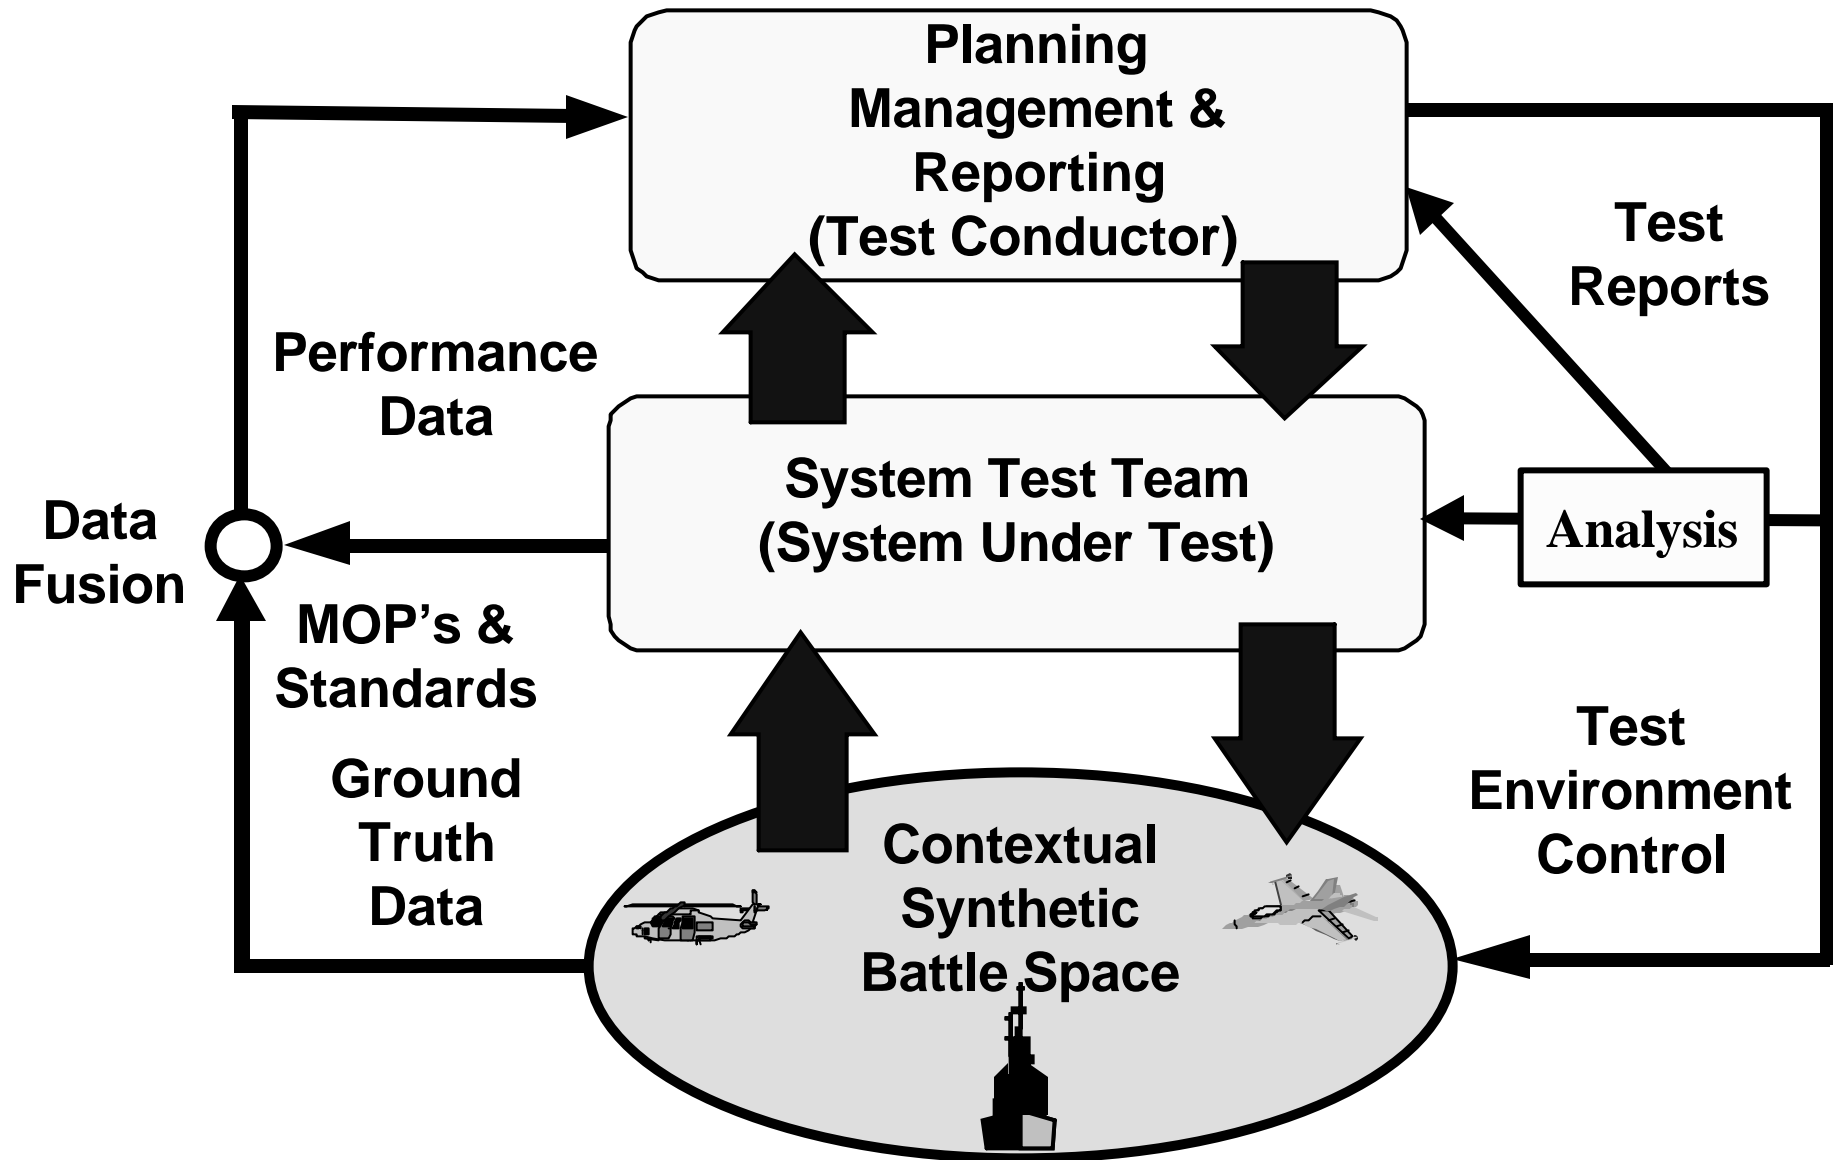 Planning
Management &
Reporting
(Test Conductor)
Test
Reports
Performance
Data
System Test Team
(System Under Test)
Analysis
Data
Fusion
MOP’s &
Standards
Ground
Truth
Data
Test
Environment
Control
Contextual
Synthetic
Battle Space